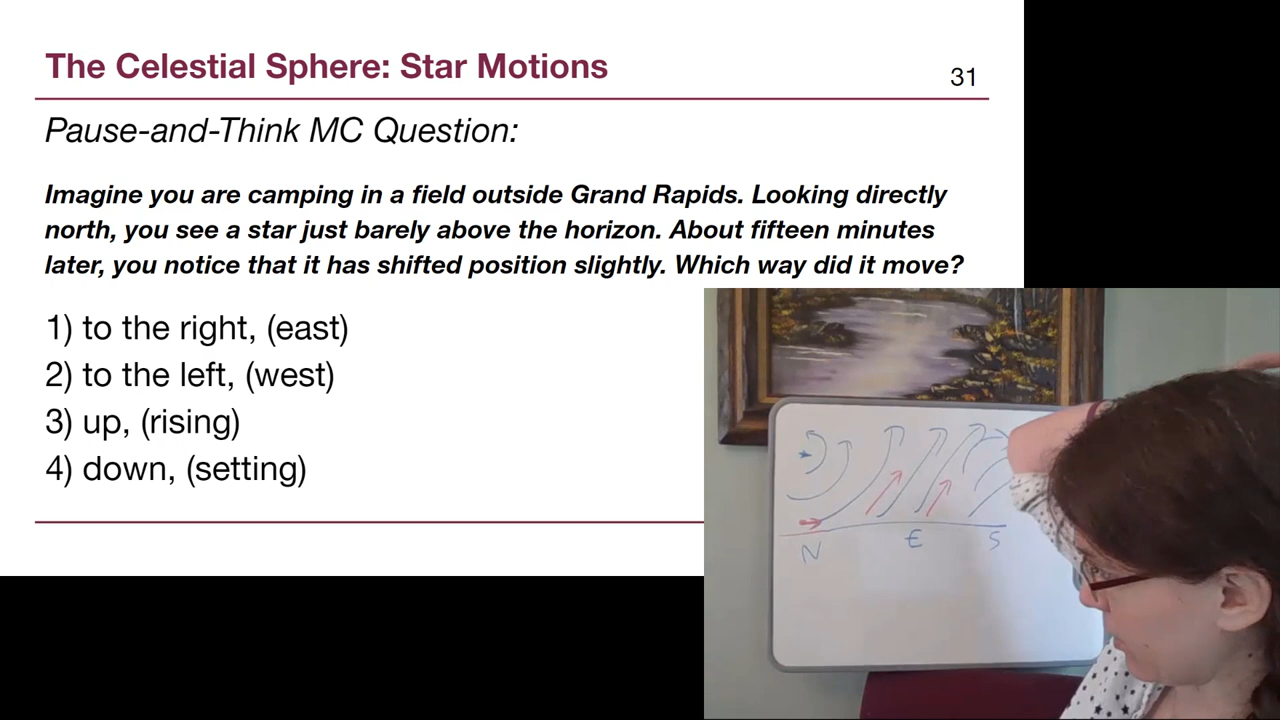 The Celestial Sphere: Star Motions
31
Pause-and-Think MC Question:
Imagine you are camping in a field outside Grand Rapids. Looking directly
north, you see a star just barely above the horizon. About fifteen minutes
later, you notice that it has shifted position slightly. Which way did it move?
1) to the right, (east)
2) to the left, (west)
3) up, (rising)
4) down, (setting)
N E S